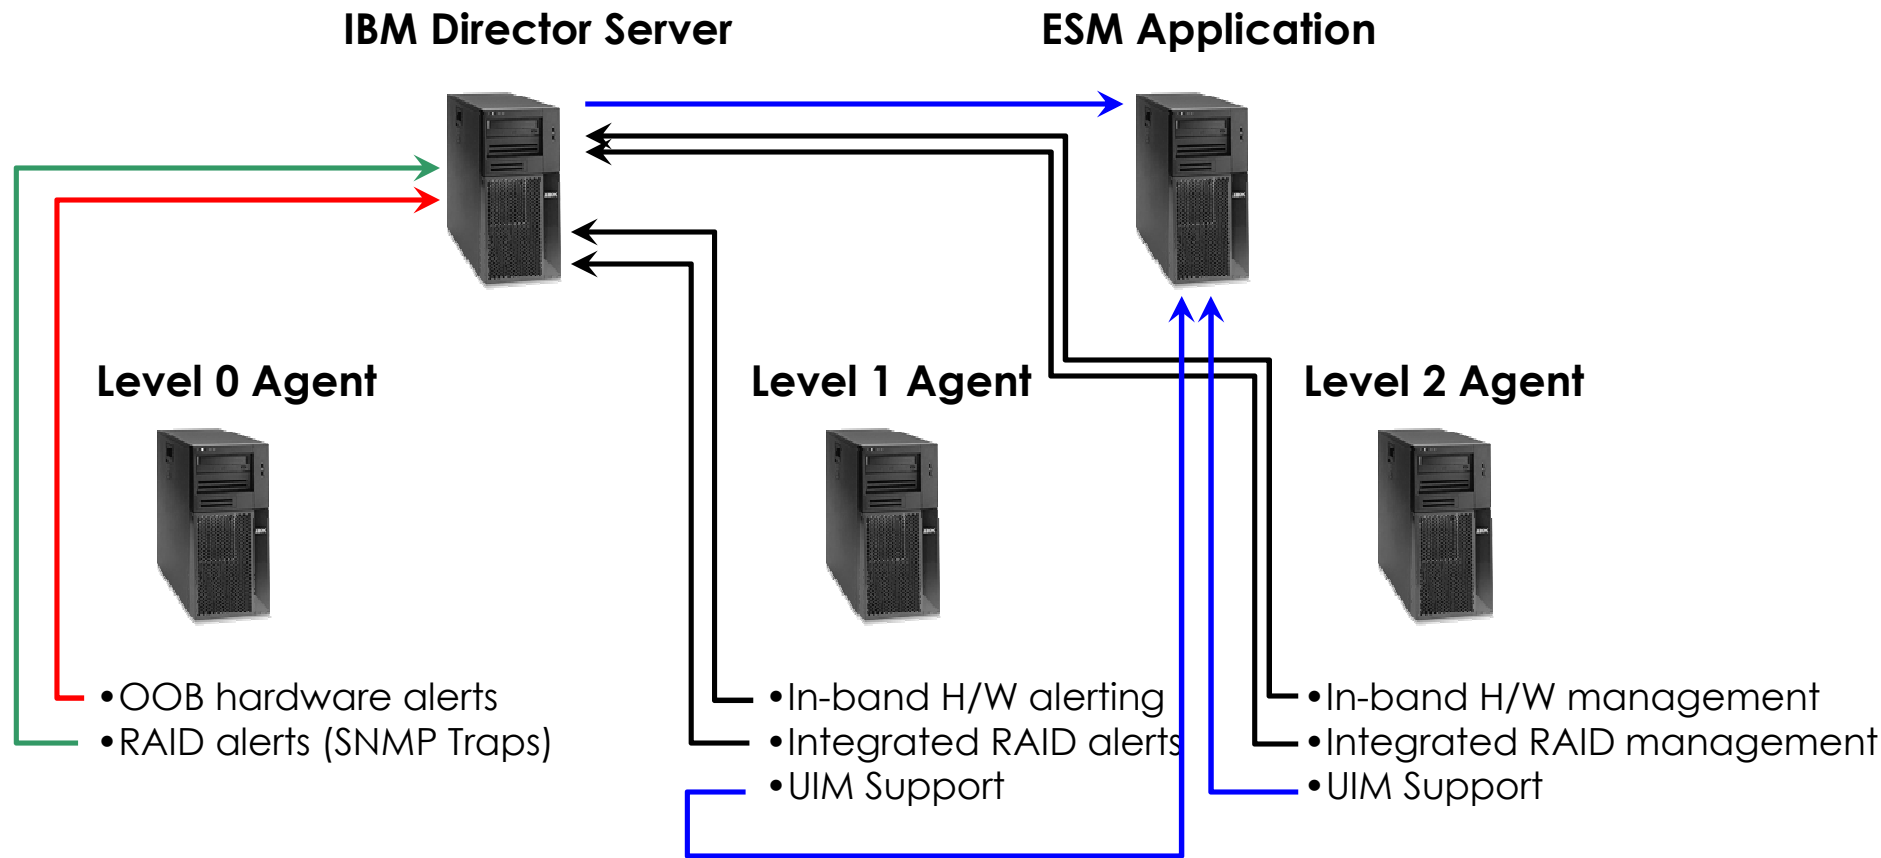 IBM Director Server
ESM Application
Level 0 Agent
Level 1 Agent
Level 2 Agent
•OOB hardware alerts
•RAID alerts (SNMP Traps)
•In-band H/W alerting
•Integrated RAID alerts
•UIM Support
•In-band H/W management
•Integrated RAID management
•UIM Support